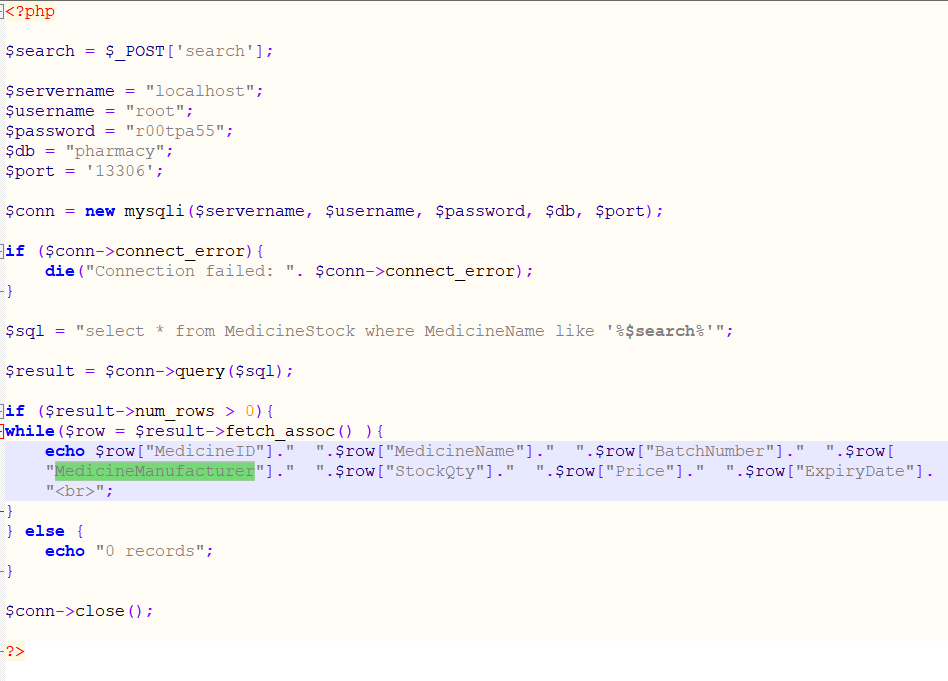 <?php
$search = $_POST['search'];
$servername = "localhost";
$username = "root";
$password = "r00tpa55";
$db = "pharmacy";
$port = '13306';
$conn = new mysqli($servername, $username, $password, $db, $port);
if ($conn->connect_error){
die("Connection failed: ". $conn->connect_error);
}
$sql = "select * from MedicineStock where MedicineName like '%$search%'";
$result = $conn->query($sql);
if ($result->num_rows > 0){
while($row = $result->fetch_assoc() ){
echo $row["MedicineID"]."  ".$row["MedicineName"]."  ".$row["BatchNumber"]."  ".$row[
"MedicineManufacturer"]."  ".$row["StockQty"]."  ".$row["Price"]."  ".$row["ExpiryDate"].
"<br>";
}
} else {
echo "0 records";
}
$conn->close();
?>